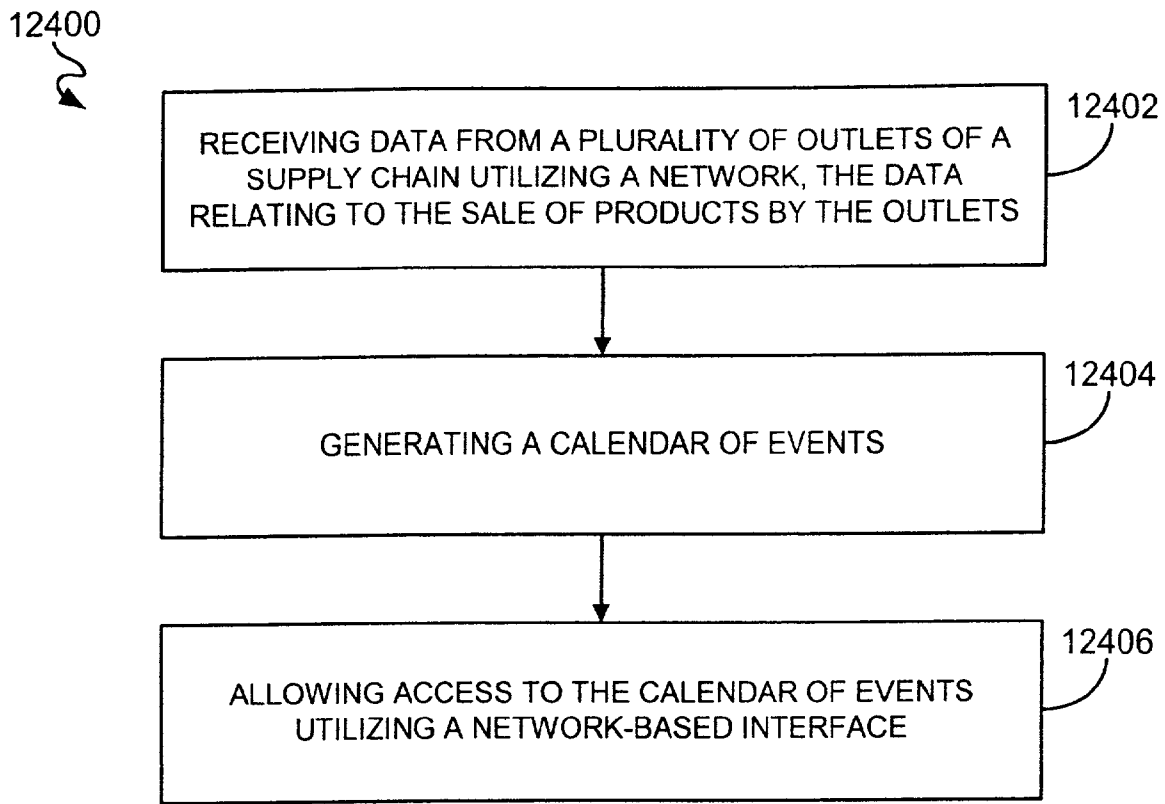 12400
12402
RECEIVING DATA FROM A PLURALITY OF OUTLETS OF A
SUPPLY CHAIN UTILIZING A NETWORK, THE DATA
RELATING TO THE SALE OF PRODUCTS BY THE OUTLETS
12404
GENERATING A CALENDAR OF EVENTS
12406
ALLOWING ACCESS TO THE CALENDAR OF EVENTS
UTILIZING A NETWORK-BASED INTERFACE